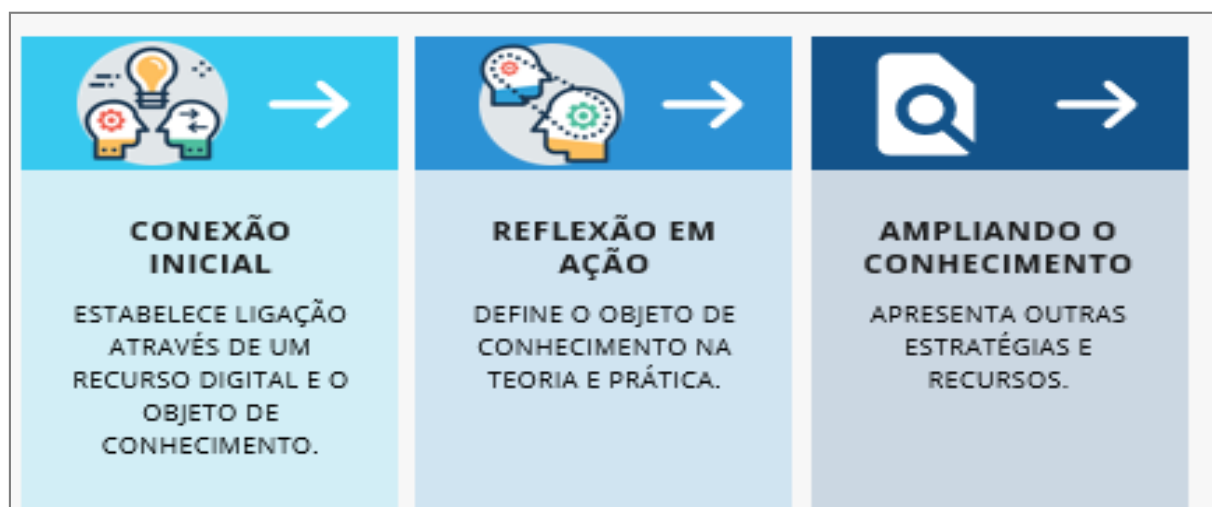 CONEXÃO
INICIAL
ESTABELECE LIGAÇÃO
ATRAVÉS DE UM
RECURSO DIGITAL E O
OBJETO DE
CONHECIMENTO.
REFLEXÃO EM
AÇÃO
DEFINE O OBJETO DE
CONHECIMENTO NA
TEORIA E PRÁTICA.
AMPLIANDO O
CONHECIMENTO
APRESENTA OUTRAS
ESTRATÉGIAS E
RECURSOS.